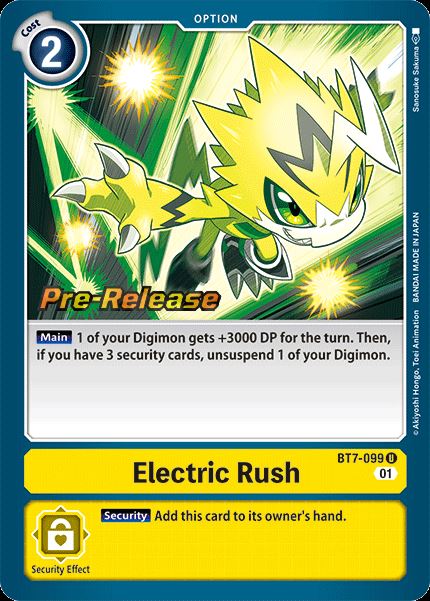 OPTION
Cost
2
Sanosuke Sakuma
Pre-Release
Main 1 of your Digimon gets +3000 DP for the turn. Then,
if you have 3 security cards, unsuspend 1 of your Digimon.
© Akiyoshi Hongo, Toei Animation BANDAI MADE IN JAPAN
BT7-099 U
Electric Rush
01
Security Add this card to its owner's hand.
Security Effect